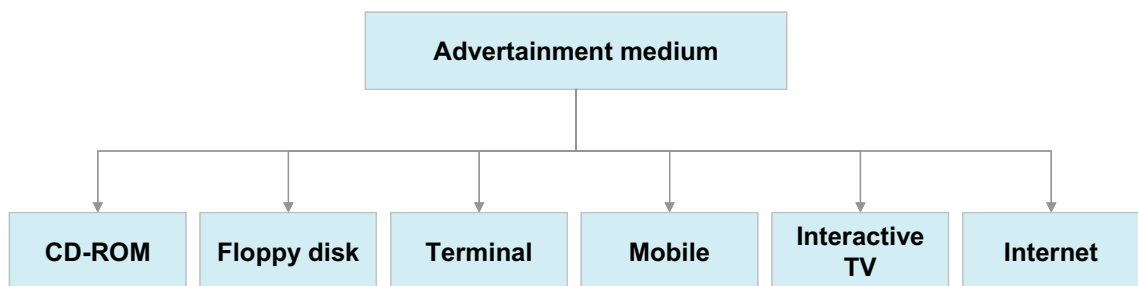 Advertainment medium
CD-ROM
Floppy disk
Terminal
Mobile
Interactive
TV
Internet